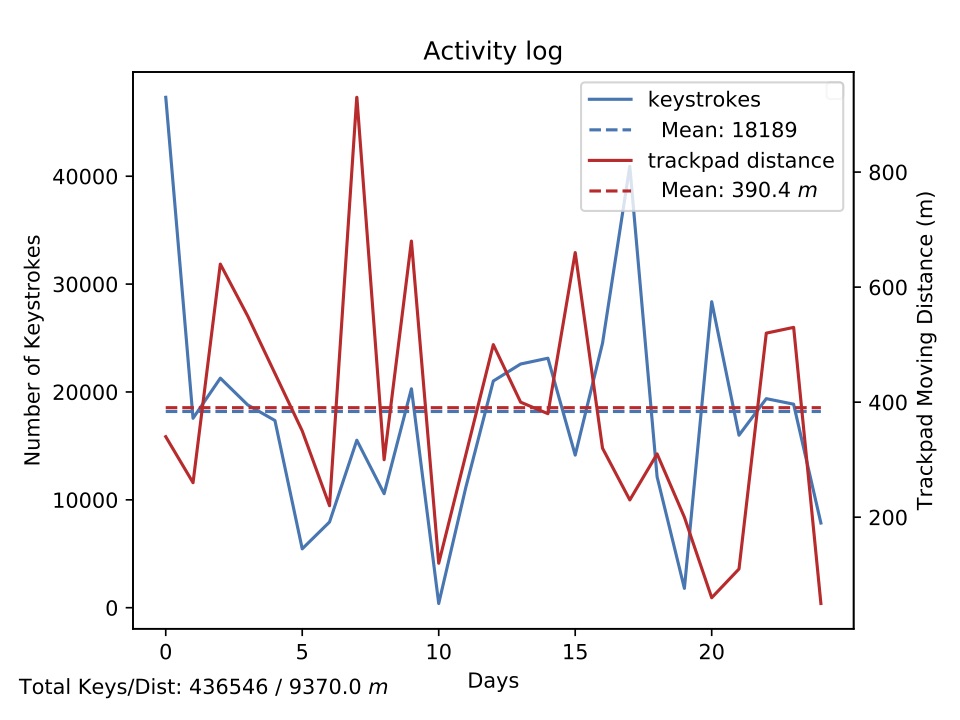 Activity log
keystrokes
Mean: 18189
trackpad distance
Mean: 390.4 m
Number of Keystrokes
40000
30000
20000
10000
0
Trackpad Moving Distance (m)
800
600
400
200
0 5 10 15 20
Days
Total Keys/Dist: 436546 / 9370.0 m